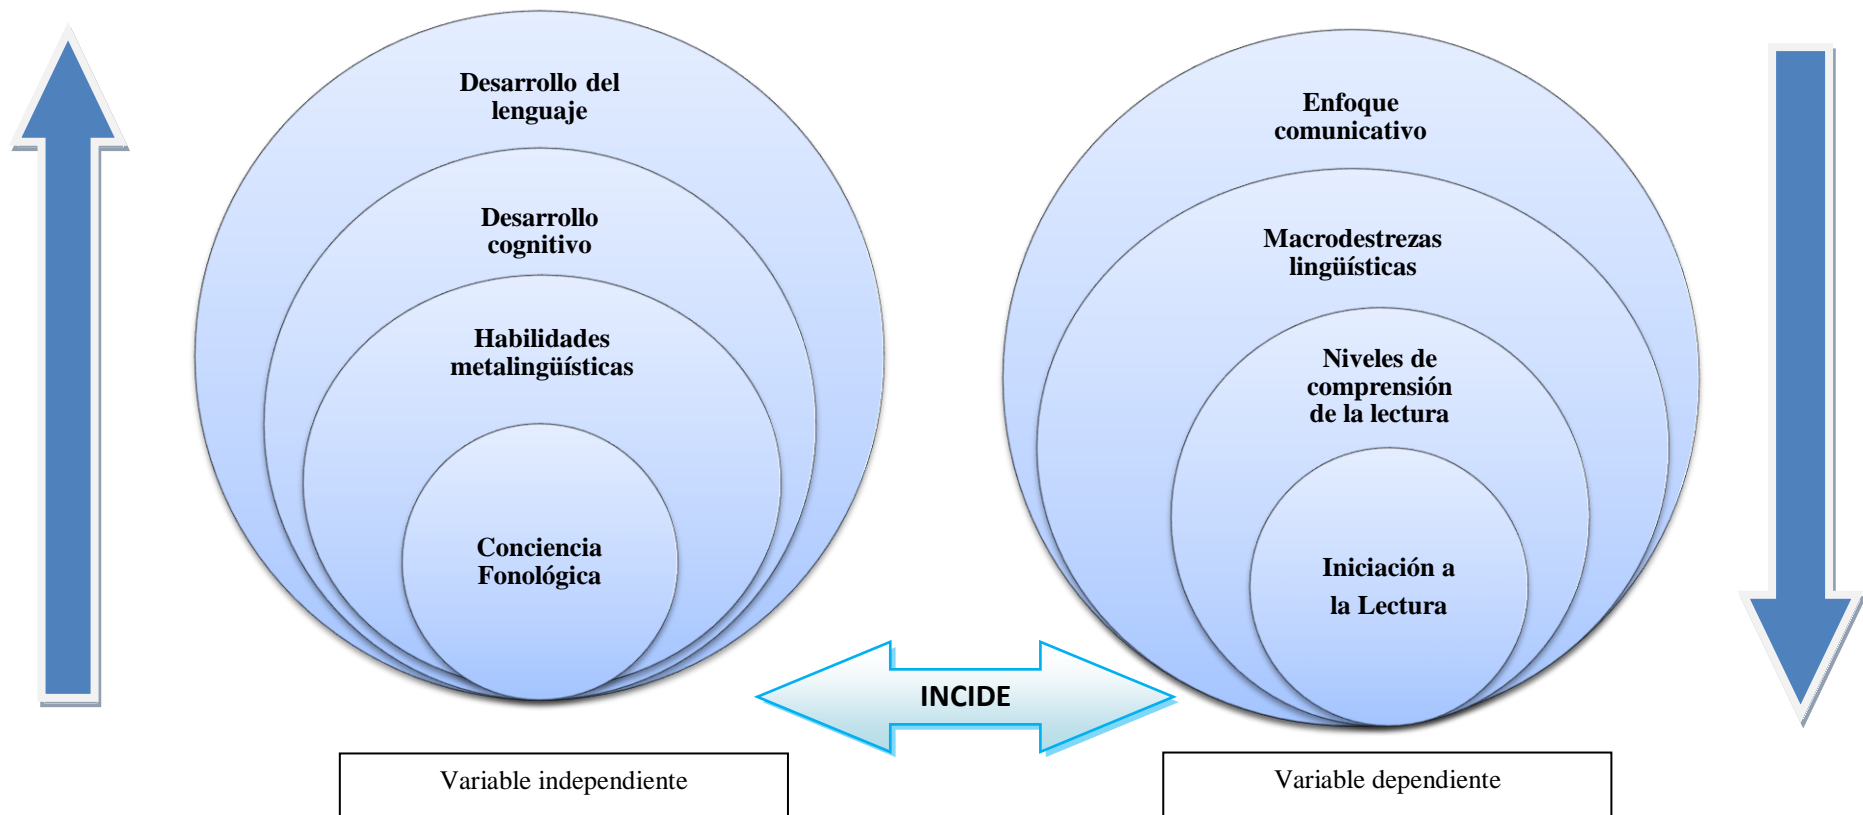 Desarrollo del
lenguaje
Desarrollo
cognitivo
Habilidades
metalingüísticas
Conciencia
Fonológica
Enfoque
comunicativo
Macrodestrezas
lingüísticas
Niveles de
comprensión
de la lectura
Iniciación a
la Lectura
INCIDE
Variable independiente
Variable dependiente